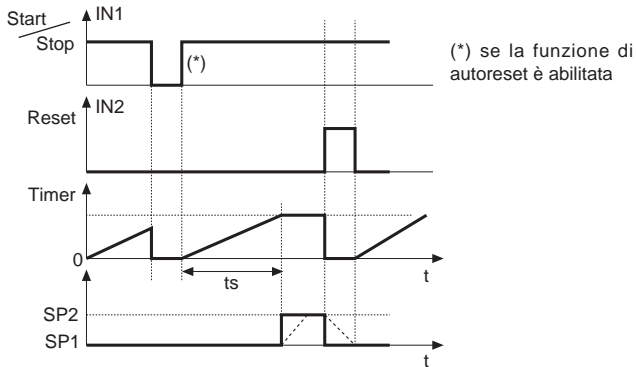 Start
IN1
Stop
(*)
(*) se la funzione di
autoreset è abilitata
IN2
Reset
Timer
0
ts
t
SP2
SP1
t